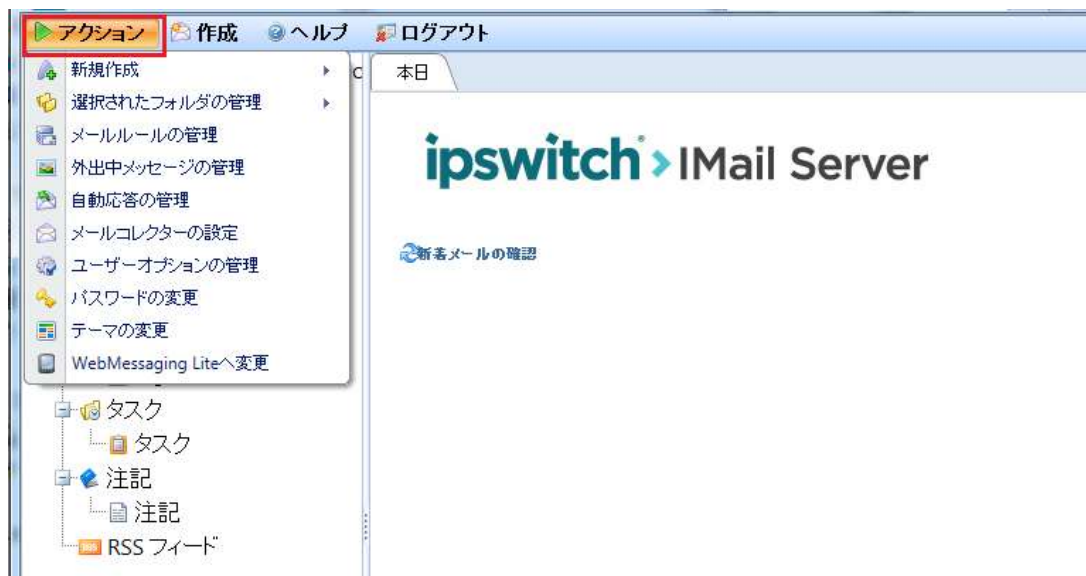 アクション 作成 ヘルプ ログアウト
新規作成
選択されたフォルダの管理
メールルールの管理
外出中メッセージの管理
自動応答の管理
メールコレクターの設定
ユーザーオプションの管理
パスワードの変更
テーマの変更
WebMessaging Liteへ変更
タスク
タスク
注記
注記
RSS フィード
本日
ipswitch IMail Server
新着メールの確認